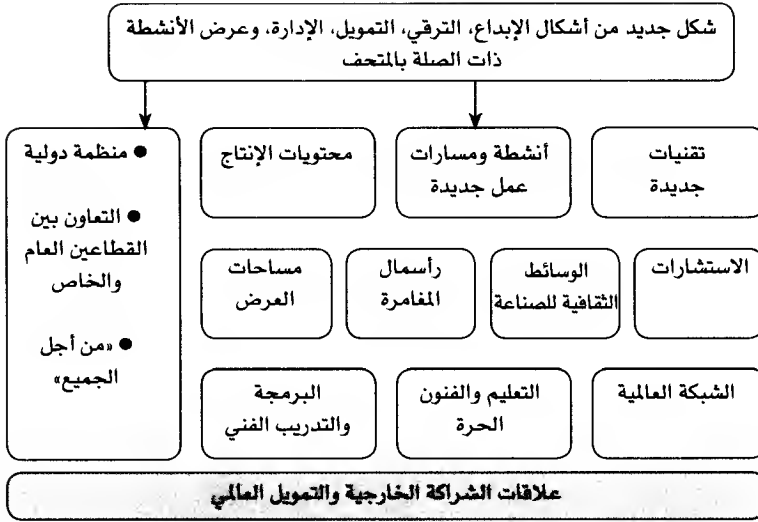 شكل جديد من أشكال الإبداع، الترقي، التمويل، الإدارة، وعرض الأنشطة
ذات الصلة بالمتحف
تقنيات
جديدة
أنشطة ومسارات
عمل جديدة
محتويات الإنتاج
● منظمة دولية
● التعاون بين
القطاعين العام
والخاص
● «من أجل
الجميع»
الاستشارات
الوسائط
الثقافية للصناعة
رأسمال
المغامرة
مساحات
العرض
الشبكة العالمية
التعليم والفنون
الحرة
البرمجة
والتدريب الفني
علاقات الشراكة الخارجية والتمويل العالمي